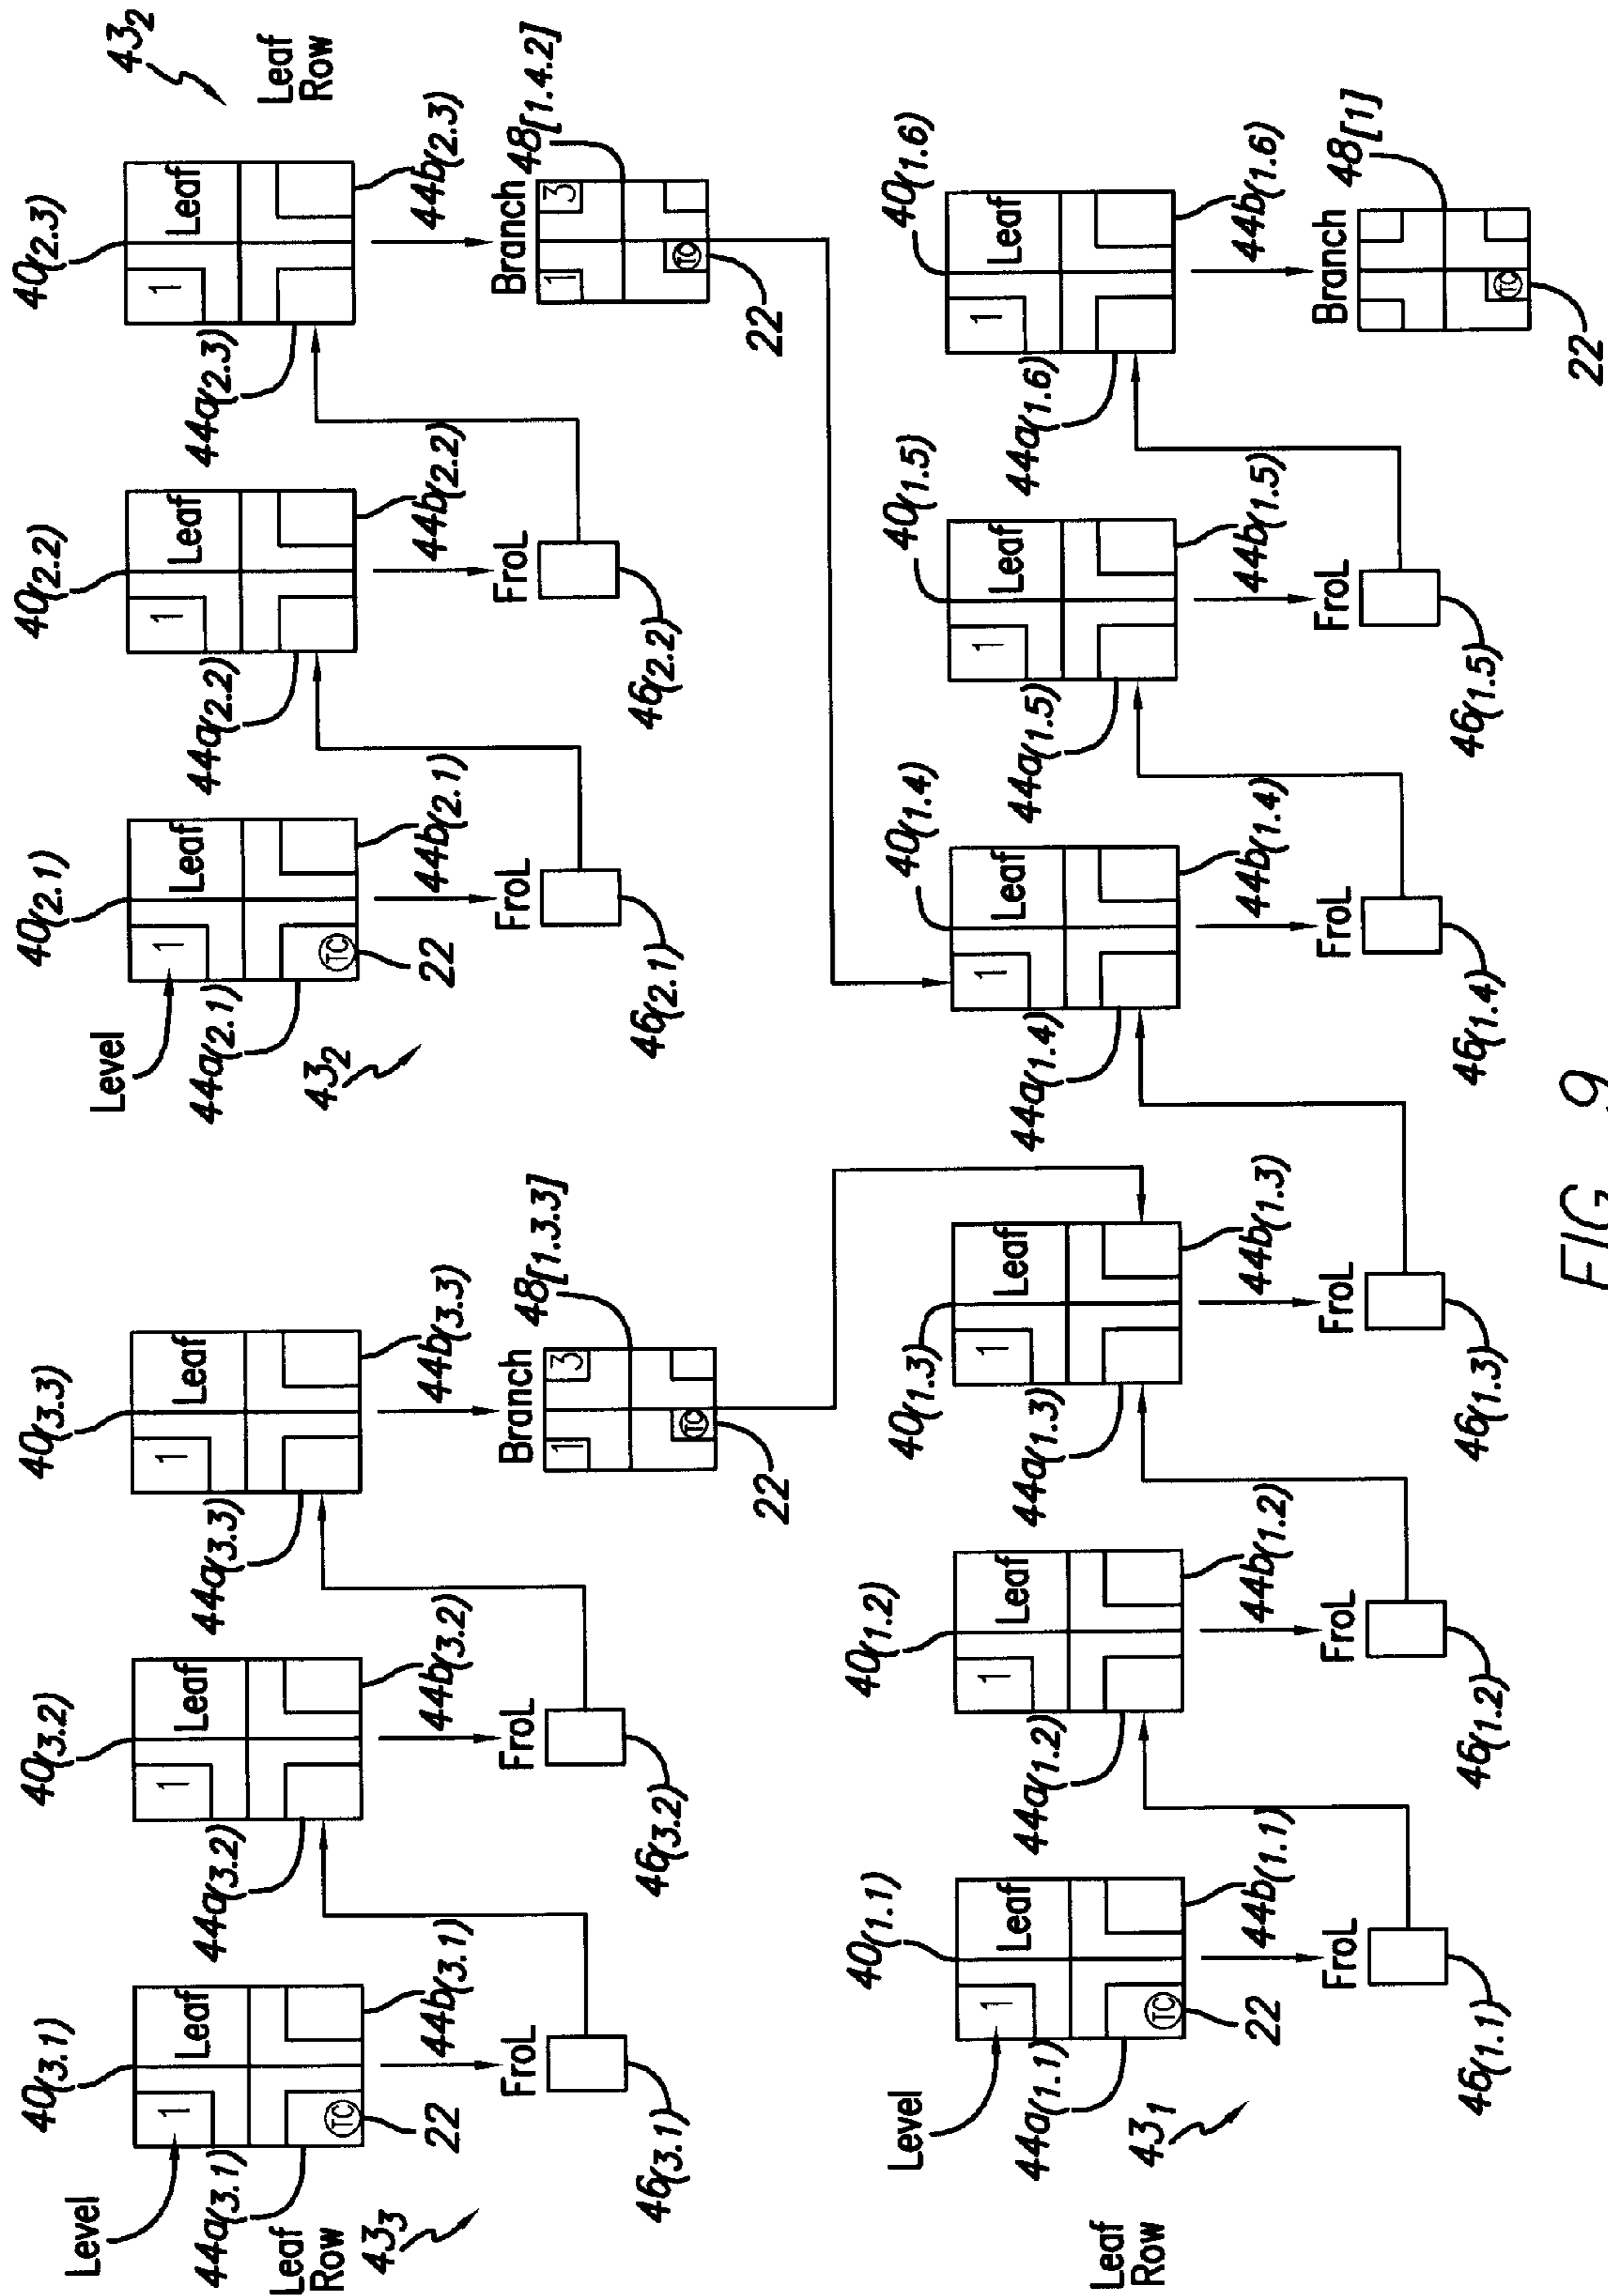 40(3.1)
40(3.2)
40(3.3)
40(2.1)
40(2.2)
40(2.3)
43₂
Level
1
Leaf
1
Leaf
1
Leaf
Level
1
Leaf
1
Leaf
1
Leaf
Leaf
Row
44a(3.1)
TC
22
44b(3.1)
44a(3.2)
44b(3.2)
44a(3.3)
44b(3.3)
44a(2.1)
TC
22
44b(2.1)
44a(2.2)
44b(2.2)
44a(2.3)
44b(2.3)
Leaf
Row
43₃
43₂
FroL
46(3.1)
FroL
46(3.2)
Branch
48[1.3.3]
1
3
TC
22
FroL
46(2.1)
FroL
46(2.2)
Branch
48[1.4.2]
1
3
TC
22
40(1.1)
40(1.2)
40(1.3)
40(1.4)
40(1.5)
40(1.6)
Level
1
Leaf
1
Leaf
1
Leaf
1
Leaf
1
Leaf
1
Leaf
44a(1.1)
TC
22
44b(1.1)
44a(1.2)
44b(1.2)
44a(1.3)
44b(1.3)
44a(1.4)
44b(1.4)
44a(1.5)
44b(1.5)
44a(1.6)
44b(1.6)
Leaf
Row
43₁
FroL
46(1.1)
FroL
46(1.2)
FroL
46(1.3)
FroL
46(1.4)
FroL
46(1.5)
Branch
48[1]
TC
22
FIG. 9